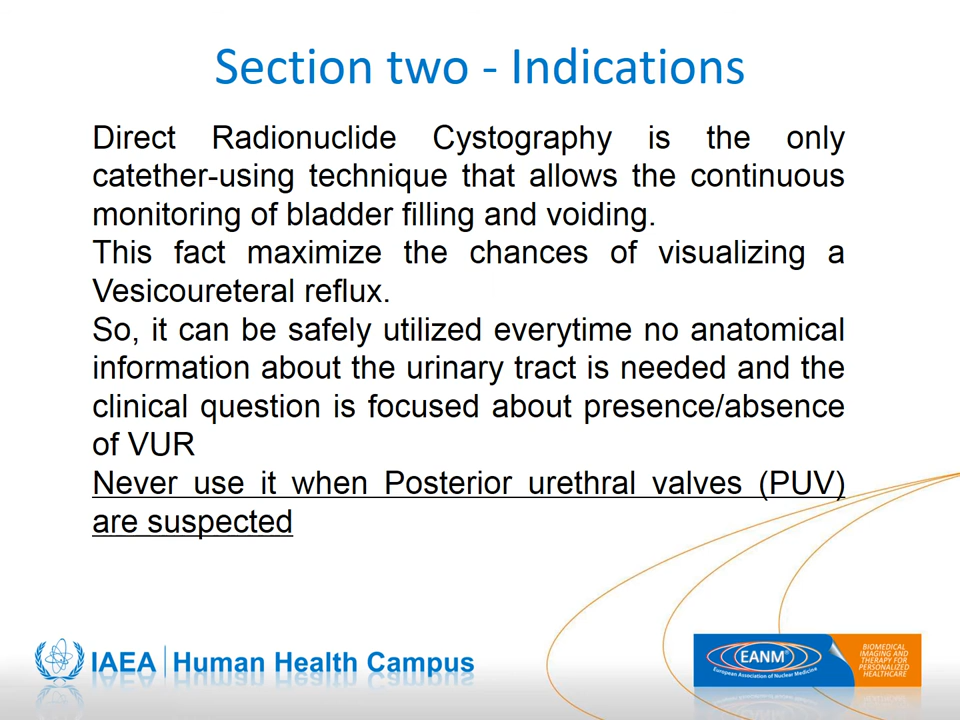 Section two - Indications
Direct Radionuclide Cystography is the only
catether-using technique that allows the continuous
monitoring of bladder filling and voiding.
This fact maximize the chances of visualizing a
Vesicoureteral reflux.
So, it can be safely utilized everytime no anatomical
information about the urinary tract is needed and the
clinical question is focused about presence/absence
of VUR
Never use it when Posterior urethral valves (PUV)
are suspected
IAEA | Human Health Campus
EANM®
European Association of Nuclear Medicine
BIOMEDICAL
IMAGING AND
THERAPY FOR
PERSONALIZED
HEALTHCARE